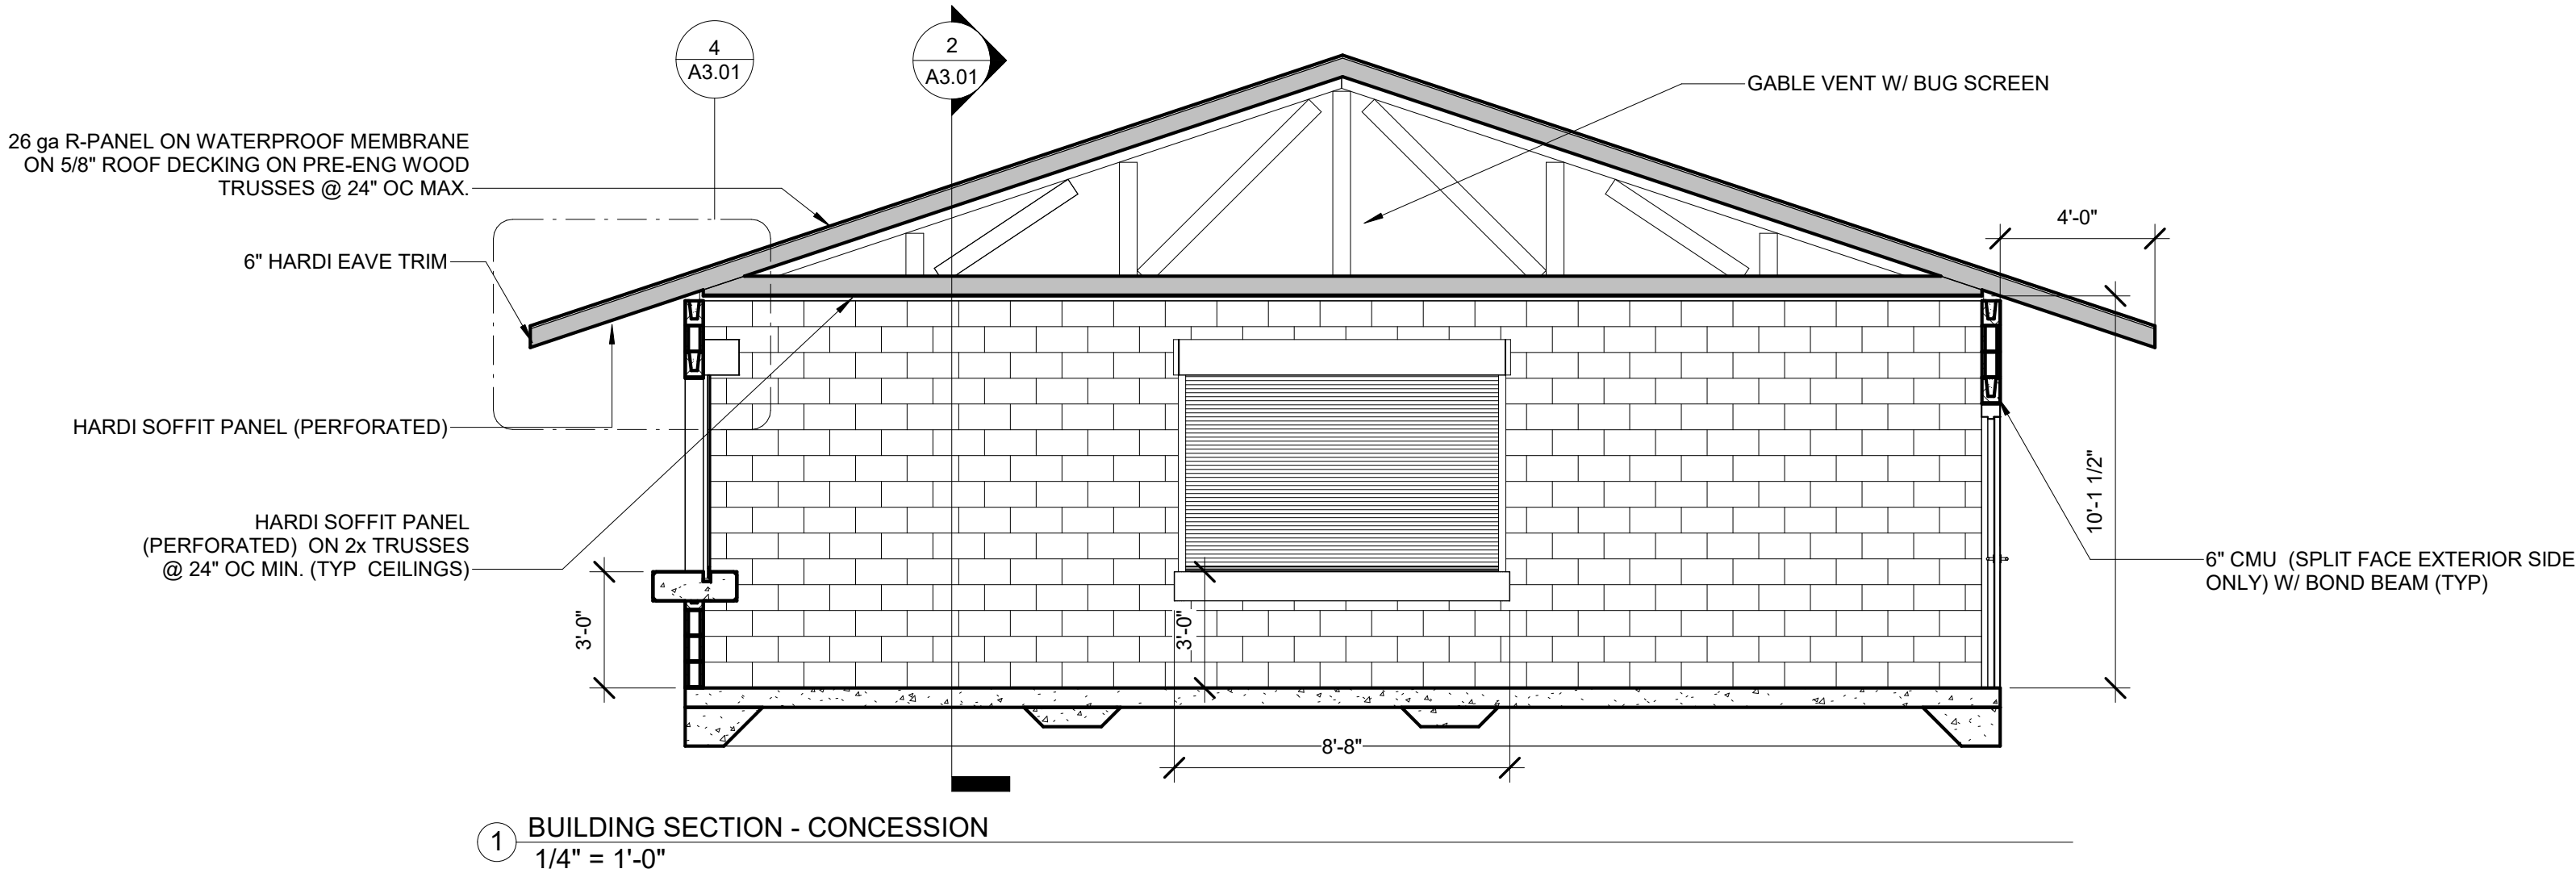 4
A3.01
2
A3.01
GABLE VENT W/ BUG SCREEN
26 ga R-PANEL ON WATERPROOF MEMBRANE
ON 5/8" ROOF DECKING ON PRE-ENG WOOD
TRUSSES @ 24" OC MAX.
4'-0"
6" HARDI EAVE TRIM
HARDI SOFFIT PANEL (PERFORATED)
10'-1 1/2"
HARDI SOFFIT PANEL
(PERFORATED) ON 2x TRUSSES
@ 24" OC MIN. (TYP CEILINGS)
6" CMU (SPLIT FACE EXTERIOR SIDE
ONLY) W/ BOND BEAM (TYP)
3'-0"
3'-0"
8'-8"
1
BUILDING SECTION - CONCESSION
1/4" = 1'-0"